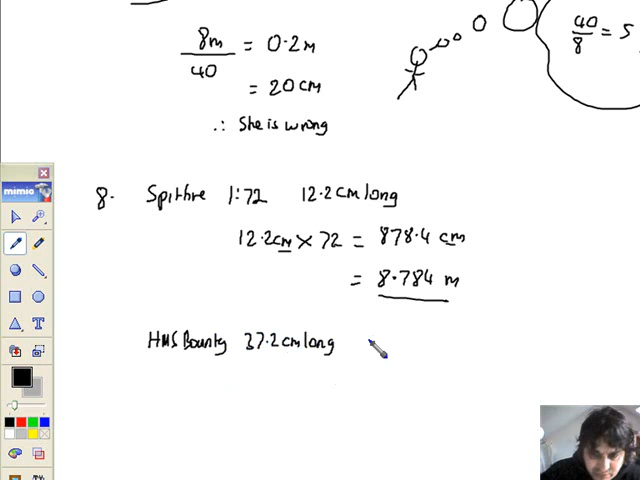 8m
40
= 0.2m
= 20cm
∴ She is wrong
40
8
= 5
mimio
8. Spitfire 1:72 12.2cm long
12.2cm × 72 = 878.4 cm
= 8.784 m
HMS Bounty 37.2cm long
T